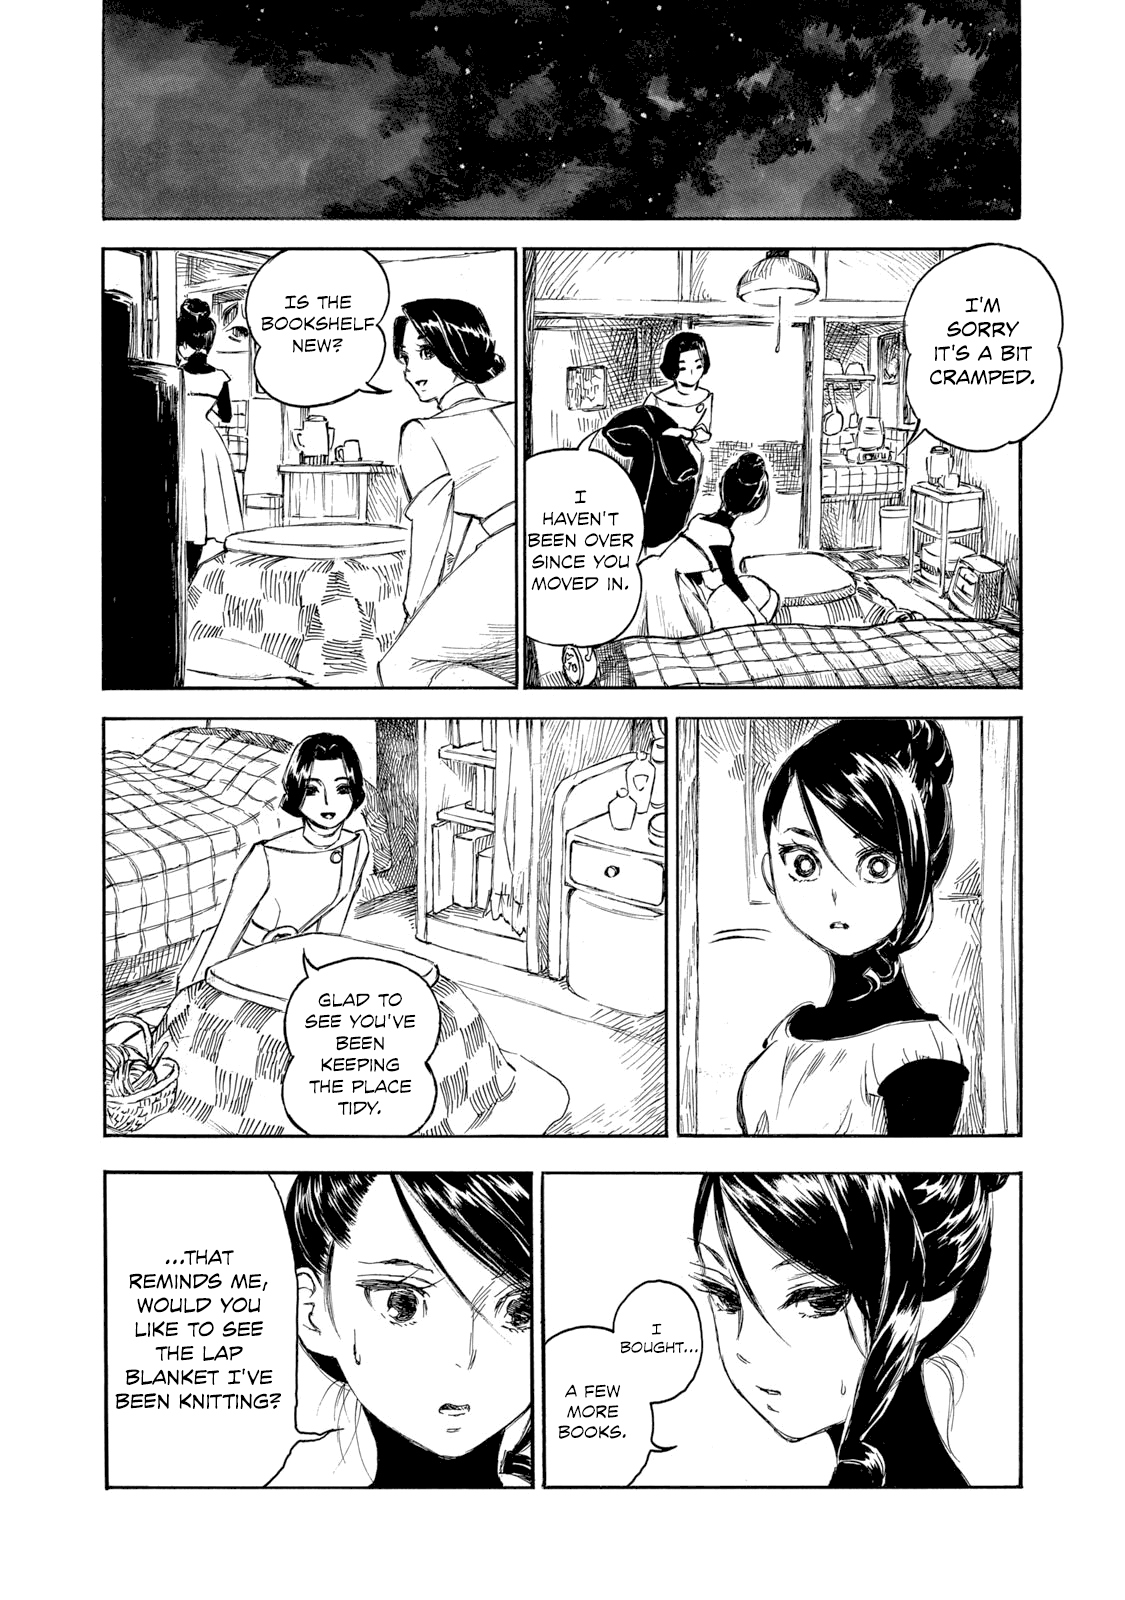 I'M
SORRY
IT'S A BIT
CRAMPED.
I
HAVEN'T
BEEN OVER
SINCE YOU
MOVED IN.
IS THE
BOOKSHELF
NEW?
GLAD TO
SEE YOU'VE
BEEN
KEEPING
THE PLACE
TIDY.
I
BOUGHT...
A FEW
MORE
BOOKS.
...THAT
REMINDS ME,
WOULD YOU
LIKE TO SEE
THE LAP
BLANKET I'VE
BEEN KNITTING?